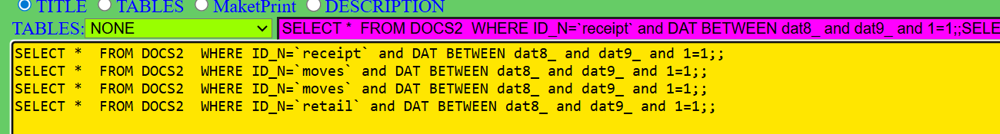 TITLE TABLES MaketPrint DESCRIPTION
TABLES: NONE SELECT * FROM DOCS2 WHERE ID_N=`receipt` and DAT BETWEEN dat8_ and dat9_ and 1=1;;SELE
SELECT * FROM DOCS2 WHERE ID_N=`receipt` and DAT BETWEEN dat8_ and dat9_ and 1=1;;
SELECT * FROM DOCS2 WHERE ID_N=`moves` and DAT BETWEEN dat8_ and dat9_ and 1=1;;
SELECT * FROM DOCS2 WHERE ID_N=`moves` and DAT BETWEEN dat8_ and dat9_ and 1=1;;
SELECT * FROM DOCS2 WHERE ID_N=`retail` and DAT BETWEEN dat8_ and dat9_ and 1=1;;